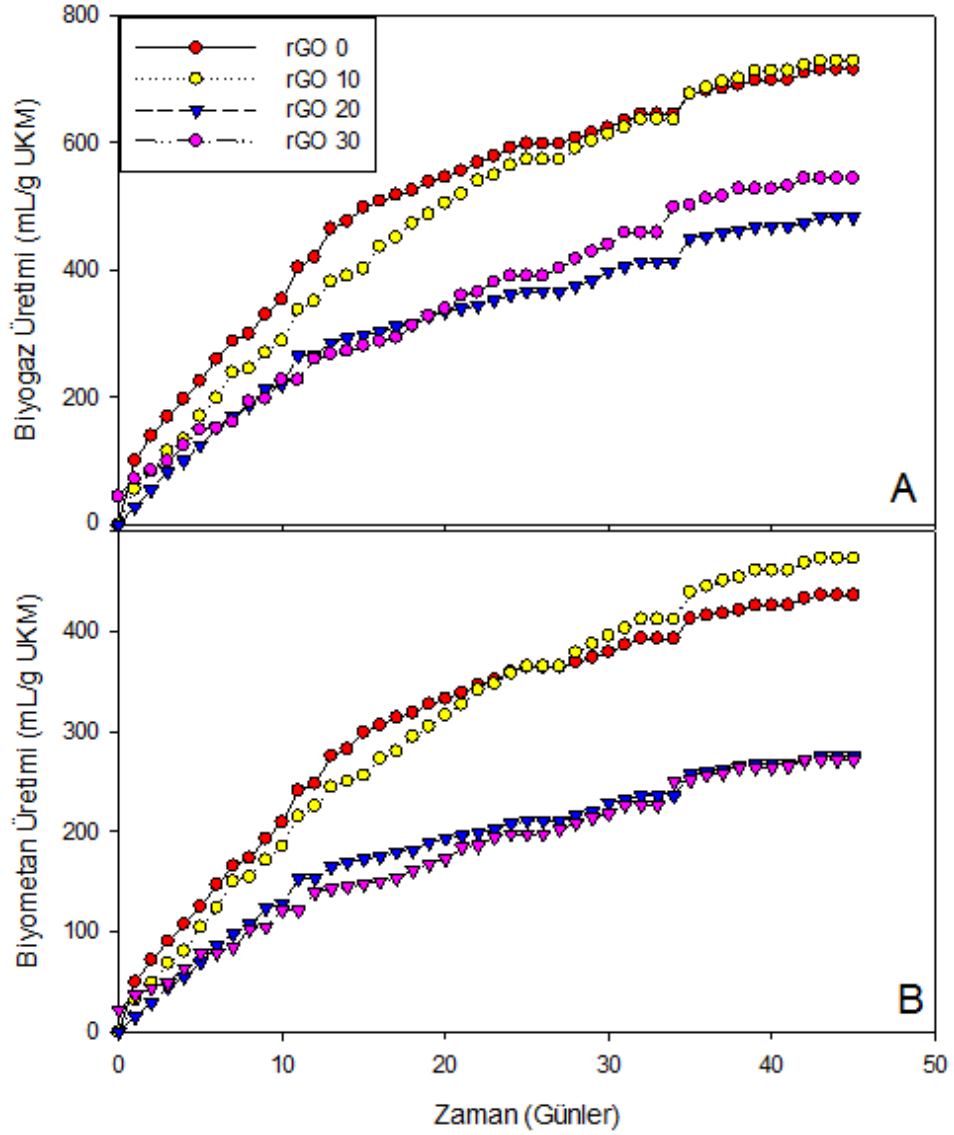 800
600
400
200
0
Biyogaz Üretimi (mL/g UKM)
rGO 0
rGO 10
rGO 20
rGO 30
A
400
300
200
100
0
Biyometan Üretimi (mL/g UKM)
B
0 10 20 30 40 50
Zaman (Günler)